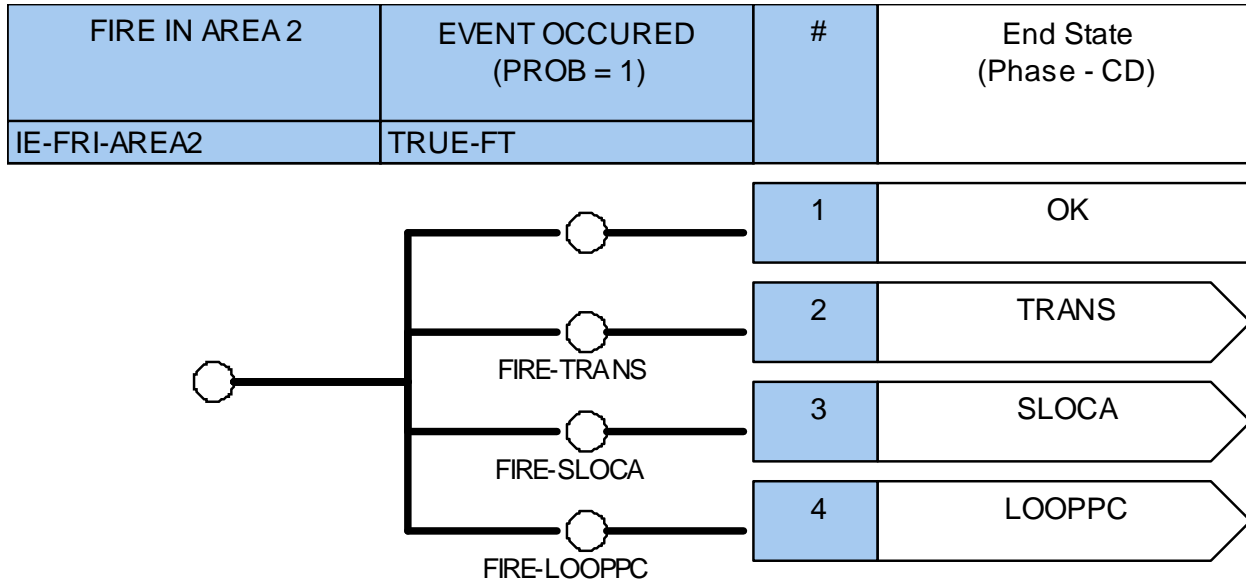 FIRE IN AREA 2
EVENT OCCURED
(PROB = 1)
#
End State
(Phase - CD)
IE-FRI-AREA2
TRUE-FT
1
OK
2
TRANS
FIRE-TRANS
3
SLOCA
FIRE-SLOCA
4
LOOPPC
FIRE-LOOPPC